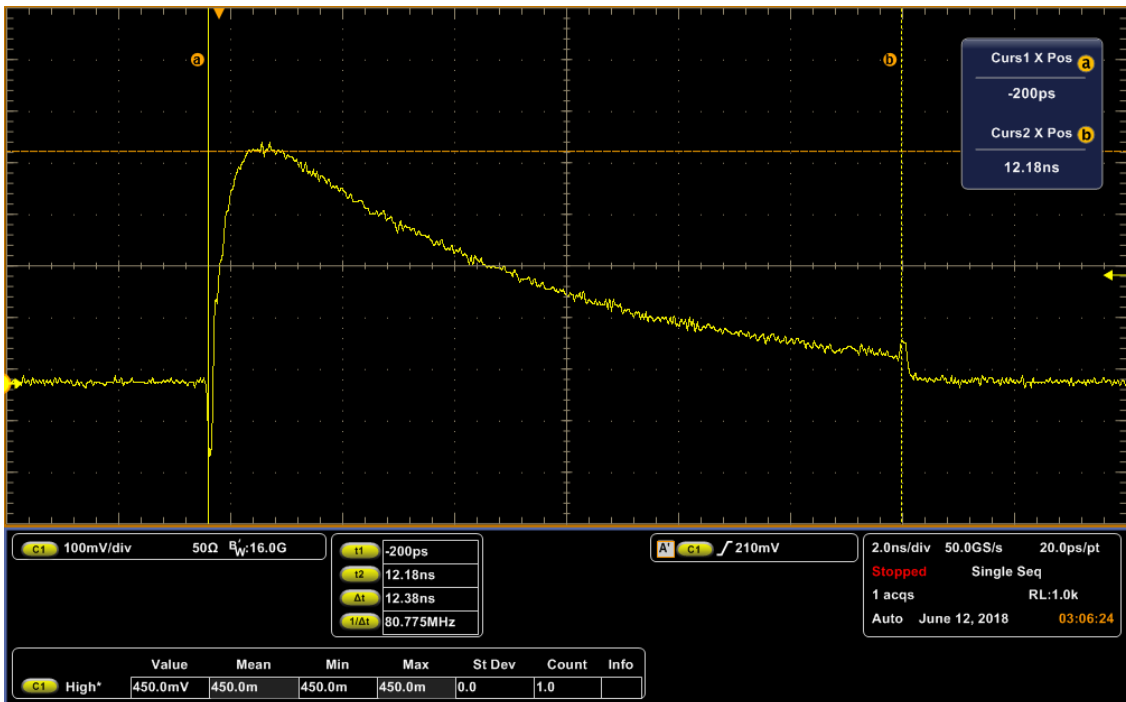 a
b
Curs1 X Pos a
-200ps
Curs2 X Pos b
12.18ns
C1 100mV/div 50Ω BW:16.0G
t1 -200ps
t2 12.18ns
Δt 12.38ns
1/Δt 80.775MHz
A' C1 210mV
2.0ns/div 50.0GS/s 20.0ps/pt
Stopped Single Seq
1 acqs RL:1.0k
Auto June 12, 2018 03:06:24
Value Mean Min Max St Dev Count Info
C1 High* 450.0mV 450.0m 450.0m 450.0m 0.0 1.0